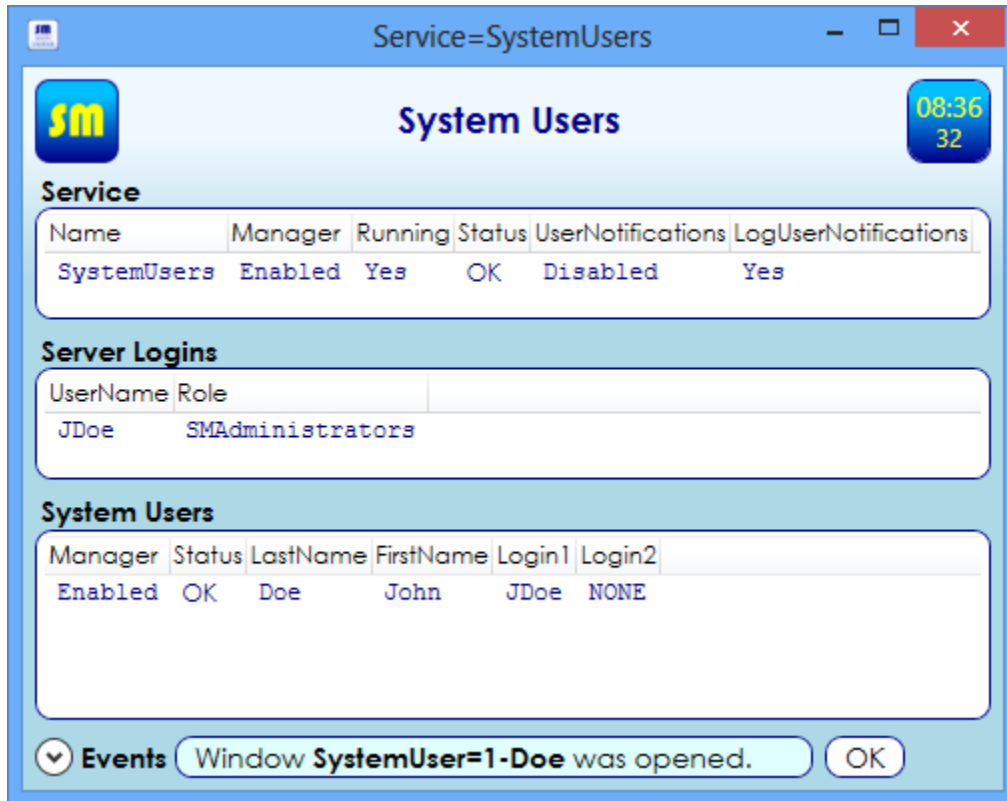 SM
Service=SystemUsers
SM
System Users
08:36
32
Service
Name Manager Running Status UserNotifications LogUserNotifications
SystemUsers Enabled Yes OK Disabled Yes
Server Logins
UserName Role
JDoe SMAdministrators
System Users
Manager Status LastName FirstName Login1 Login2
Enabled OK Doe John JDoe NONE
Events Window SystemUser=1-Doe was opened. OK